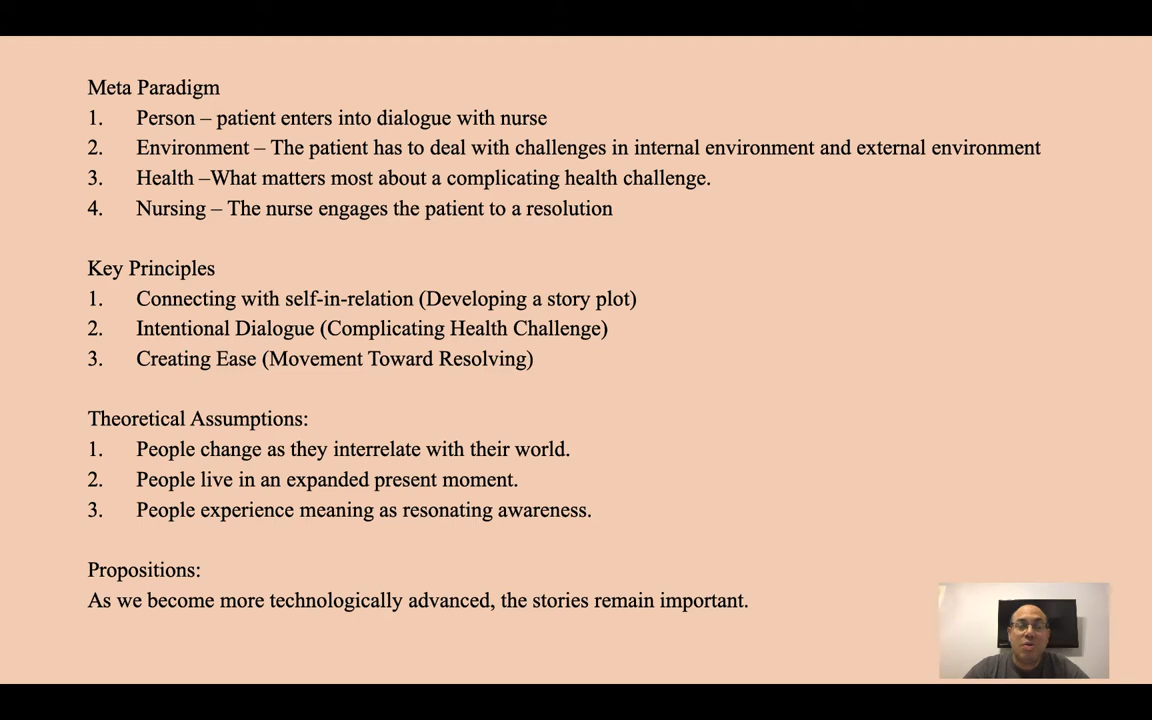 Meta Paradigm
1. Person – patient enters into dialogue with nurse
2. Environment – The patient has to deal with challenges in internal environment and external environment
3. Health –What matters most about a complicating health challenge.
4. Nursing – The nurse engages the patient to a resolution
Key Principles
1. Connecting with self-in-relation (Developing a story plot)
2. Intentional Dialogue (Complicating Health Challenge)
3. Creating Ease (Movement Toward Resolving)
Theoretical Assumptions:
1. People change as they interrelate with their world.
2. People live in an expanded present moment.
3. People experience meaning as resonating awareness.
Propositions:
As we become more technologically advanced, the stories remain important.